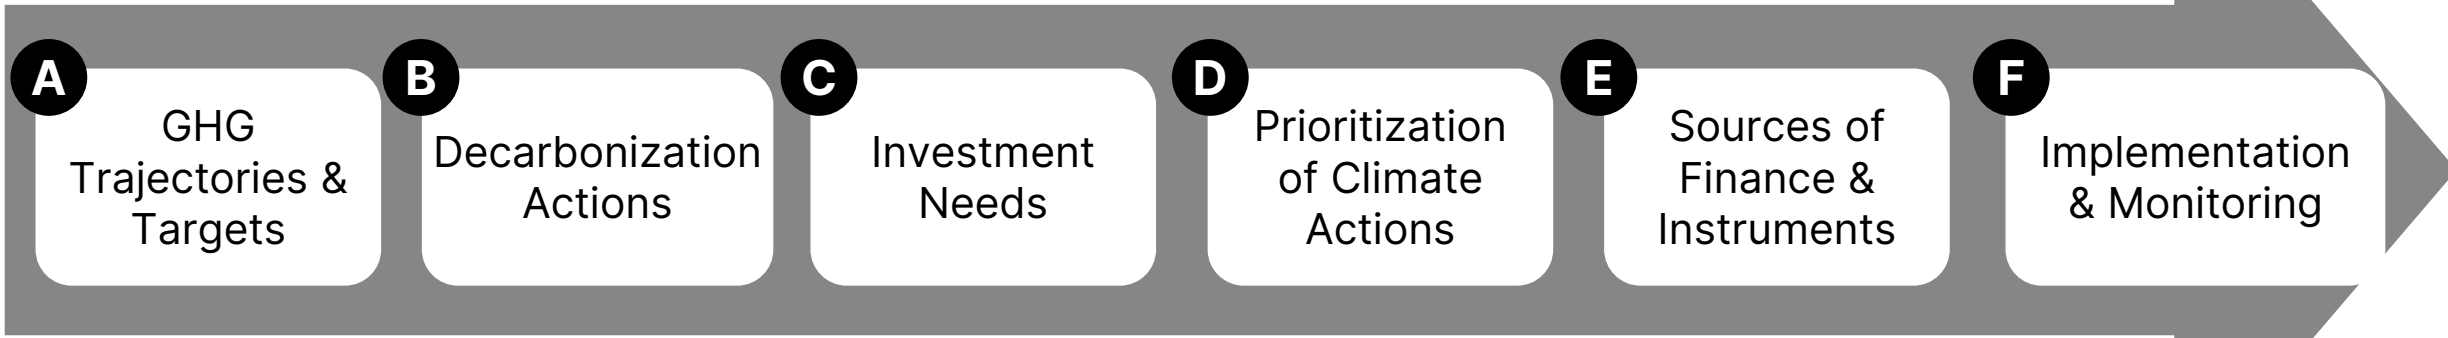 A
GHG
Trajectories &
Targets
B
Decarbonization
Actions
C
Investment
Needs
D
Prioritization
of Climate
Actions
E
Sources of
Finance &
Instruments
F
Implementation
& Monitoring